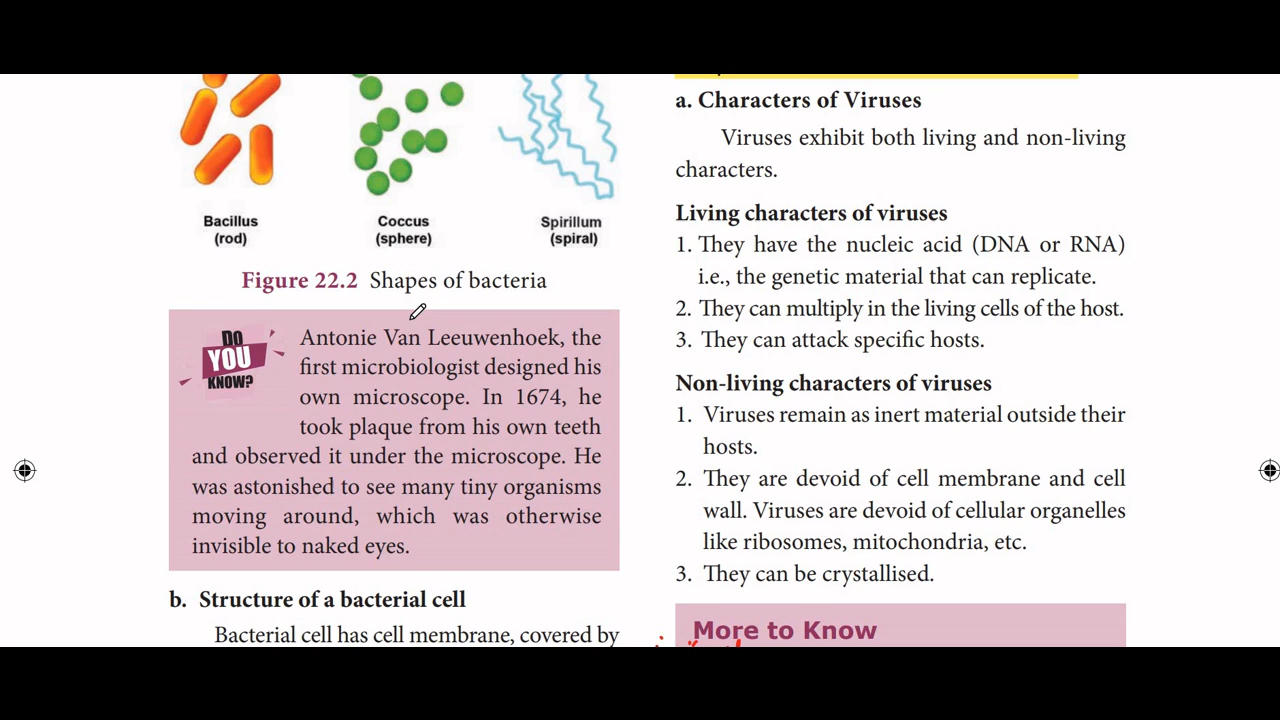 Bacillus
(rod)
Coccus
(sphere)
Spirillum
(spiral)
Figure 22.2 Shapes of bacteria
DO
YOU
KNOW?
Antonie Van Leeuwenhoek, the
first microbiologist designed his
own microscope. In 1674, he
took plaque from his own teeth
and observed it under the microscope. He
was astonished to see many tiny organisms
moving around, which was otherwise
invisible to naked eyes.
b. Structure of a bacterial cell
Bacterial cell has cell membrane, covered by
a. Characters of Viruses
Viruses exhibit both living and non-living
characters.
Living characters of viruses
1. They have the nucleic acid (DNA or RNA)
i.e., the genetic material that can replicate.
2. They can multiply in the living cells of the host.
3. They can attack specific hosts.
Non-living characters of viruses
1. Viruses remain as inert material outside their
hosts.
2. They are devoid of cell membrane and cell
wall. Viruses are devoid of cellular organelles
like ribosomes, mitochondria, etc.
3. They can be crystallised.
More to Know